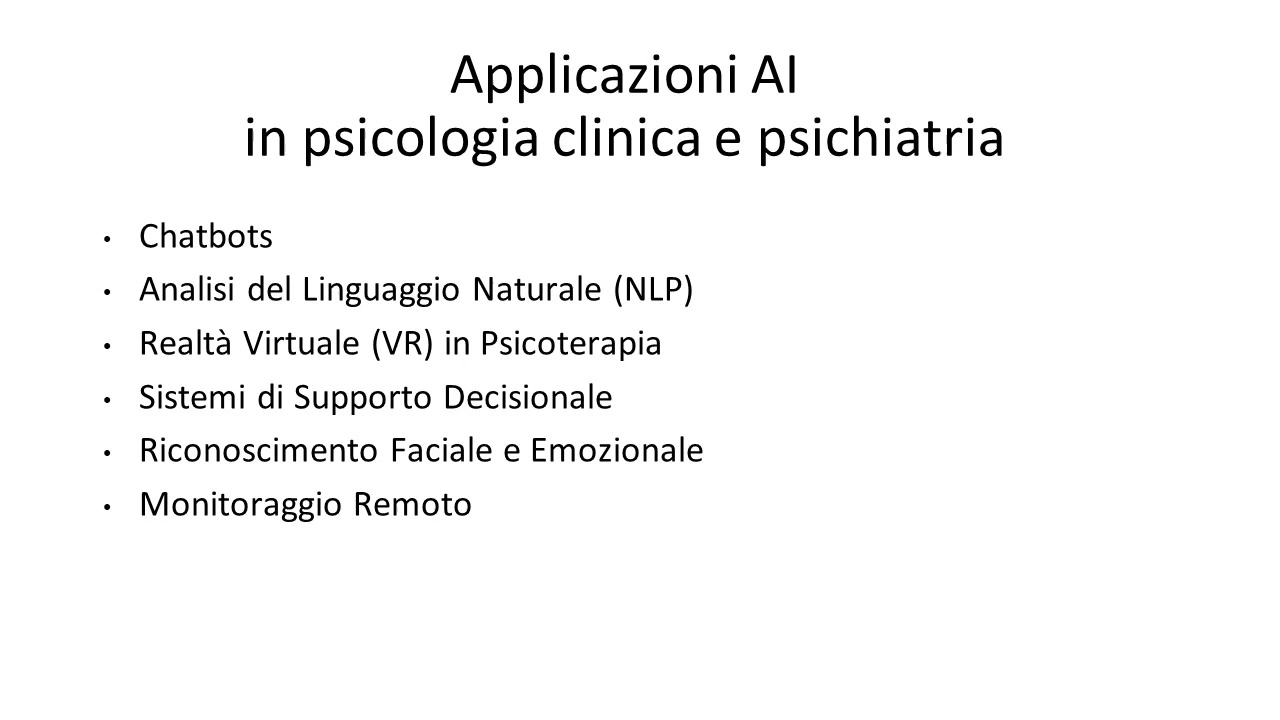 Applicazioni AI
in psicologia clinica e psichiatria
• Chatbots
• Analisi del Linguaggio Naturale (NLP)
• Realtà Virtuale (VR) in Psicoterapia
• Sistemi di Supporto Decisionale
• Riconoscimento Faciale e Emozionale
• Monitoraggio Remoto